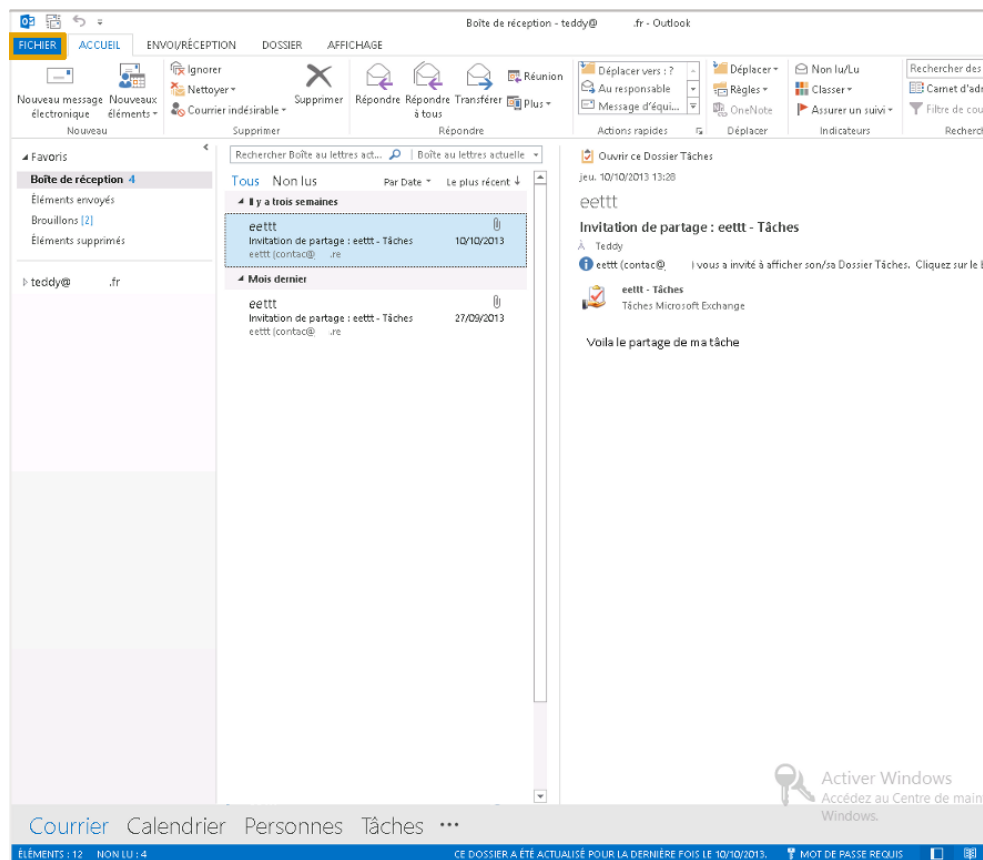 Boîte de réception - teddy@ .fr - Outlook
FICHIER ACCUEIL ENVOI/RÉCEPTION DOSSIER AFFICHAGE
Nouveau message électronique
Nouveaux éléments
Nouveau
Ignorer
Nettoyer
Courrier indésirable
Supprimer
Supprimer
Répondre
Répondre à tous
Transférer
Réunion
Plus
Répondre
Déplacer vers : ?
Au responsable
Message d'équi...
Actions rapides
Déplacer
Règles
OneNote
Déplacer
Non lu/Lu
Classer
Assurer un suivi
Indicateurs
Rechercher des
Carnet d'adr
Filtre de cou
Recherch
Favoris
Boîte de réception 4
Éléments envoyés
Brouillons [2]
Éléments supprimés
teddy@ .fr
Rechercher Boîte au lettres act... Boîte au lettres actuelle
Tous Non lus Par Date Le plus récent ↓
Il y a trois semaines
eettt
Invitation de partage : eettt - Tâches 10/10/2013
eettt (contac@ .re
Mois dernier
eettt
Invitation de partage : eettt - Tâches 27/09/2013
eettt (contac@ .re
Ouvrir ce Dossier Tâches
jeu. 10/10/2013 13:28
eettt
Invitation de partage : eettt - Tâches
À Teddy
eettt (contac@ ) vous a invité à afficher son/sa Dossier Tâches. Cliquez sur le
eettt - Tâches
Tâches Microsoft Exchange
Voila le partage de ma tâche
Activer Windows
Accédez au Centre de main
Windows.
Courrier Calendrier Personnes Tâches •••
ÉLÉMENTS : 12 NON LU : 4 CE DOSSIER A ÉTÉ ACTUALISÉ POUR LA DERNIÈRE FOIS LE 10/10/2013. MOT DE PASSE REQUIS